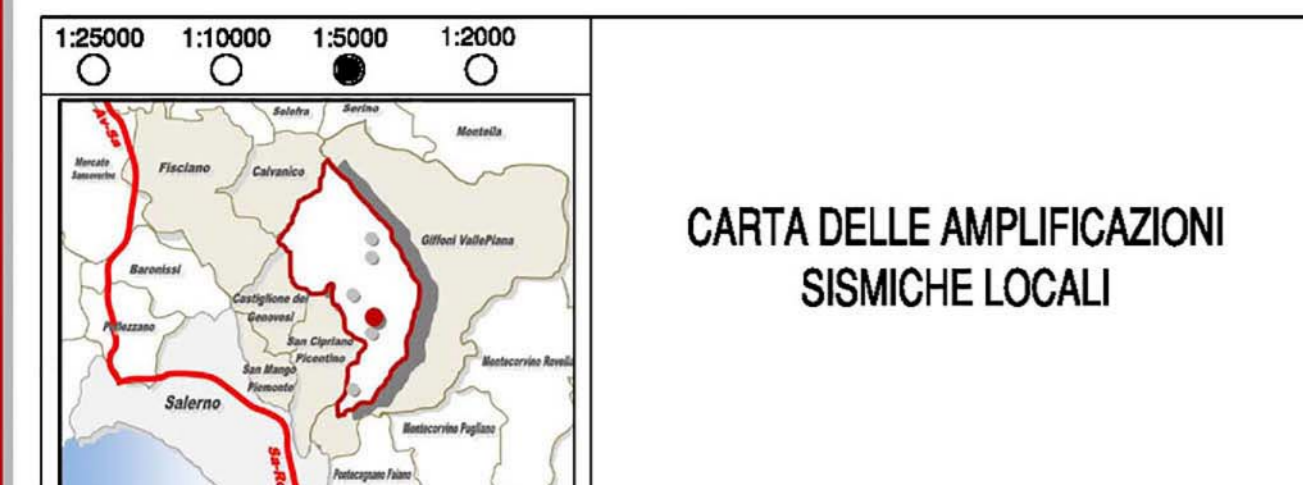 1:25000 1:10000 1:5000 1:2000
CARTA DELLE AMPLIFICAZIONI
SISMICHE LOCALI
Av-Sa
Solofra
Serino
Montella
Mercato
Sanseverino
Fisciano
Calvanico
Giffoni VallePiana
Baronissi
Castiglione dei
Genovesi
Pellezzano
San Cipriano
Picentino
San Mango
Piemonte
Montecorvino Rovella
Salerno
Montecorvino Pugliano
Pontecagnano Faiano